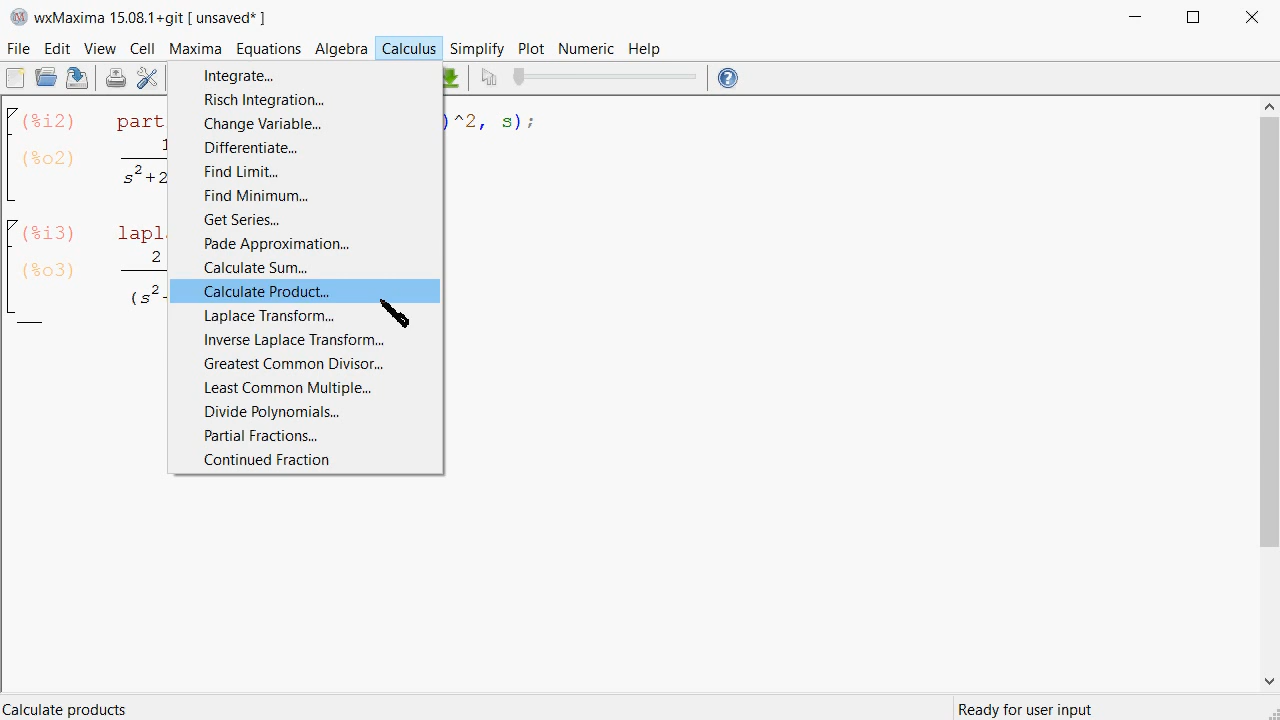 wxMaxima 15.08.1+git [ unsaved* ]
File Edit View Cell Maxima Equations Algebra Calculus Simplify Plot Numeric Help
Integrate...
Risch Integration...
Change Variable...
Differentiate...
Find Limit...
Find Minimum...
Get Series...
Pade Approximation...
Calculate Sum...
Calculate Product...
Laplace Transform...
Inverse Laplace Transform...
Greatest Common Divisor...
Least Common Multiple...
Divide Polynomials...
Partial Fractions...
Continued Fraction
(%i2) part )^2, s);
(%o2) 1
s²+2
(%i3) lapl
(%o3) 2
(s²-
Calculate products Ready for user input